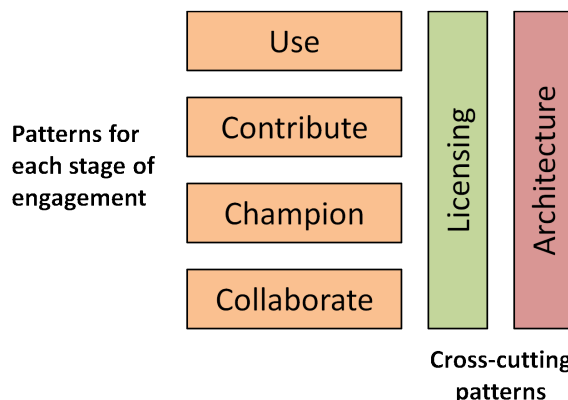 Use
Patterns for
each stage of
engagement
Contribute
Champion
Collaborate
Licensing
Architecture
Cross-cutting
patterns